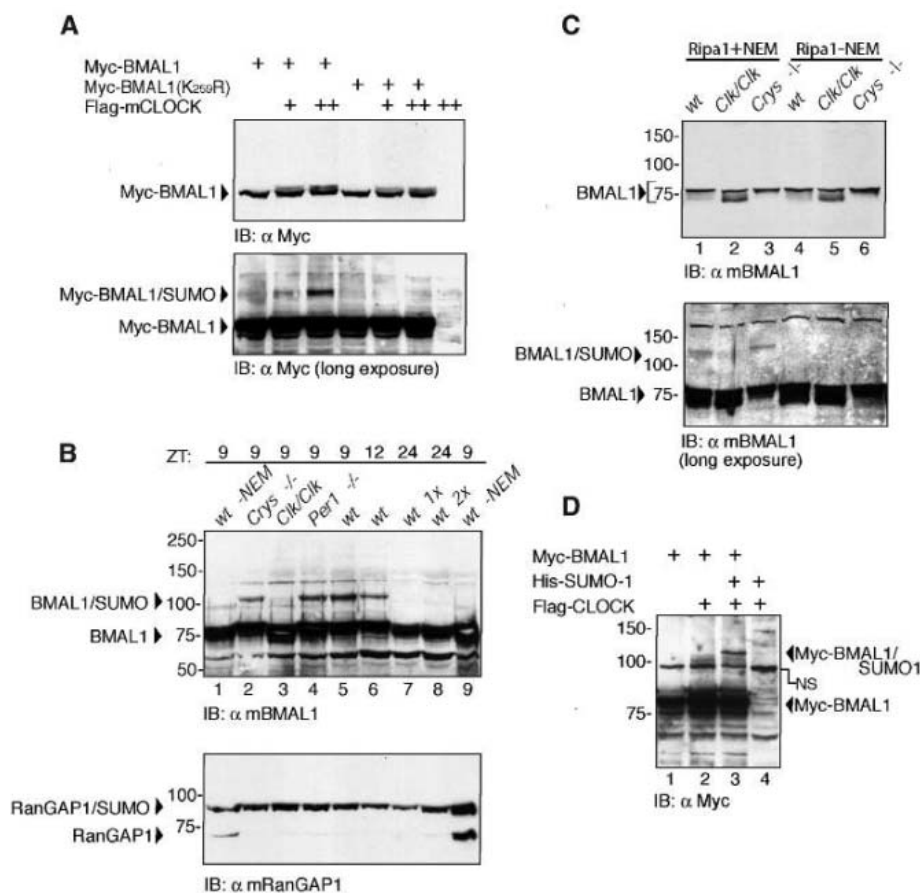 A
Myc-BMAL1 + + +
Myc-BMAL1(K259R) + + +
Flag-mCLOCK + ++ + ++ ++
Myc-BMAL1
IB: α Myc
Myc-BMAL1/SUMO
Myc-BMAL1
IB: α Myc (long exposure)
B
ZT: 9 9 9 9 9 12 24 24 9
wt -NEM Crys -/- Clk/Clk Per1 -/- wt wt wt 1x wt 2x wt -NEM
250-
150-
BMAL1/SUMO 100-
BMAL1 75-
50-
1 2 3 4 5 6 7 8 9
IB: α mBMAL1
RanGAP1/SUMO 100-
75-
RanGAP1
IB: α mRanGAP1
C
Ripa1+NEM Ripa1-NEM
wt Clk/Clk Crys -/- wt Clk/Clk Crys -/-
150-
100-
BMAL1 75-
1 2 3 4 5 6
IB: α mBMAL1
150-
BMAL1/SUMO
100-
BMAL1 75-
IB: α mBMAL1
(long exposure)
D
Myc-BMAL1 + + +
His-SUMO-1 + +
Flag-CLOCK + + +
150-
Myc-BMAL1/
100- SUMO1
NS
Myc-BMAL1
75-
1 2 3 4
IB: α Myc